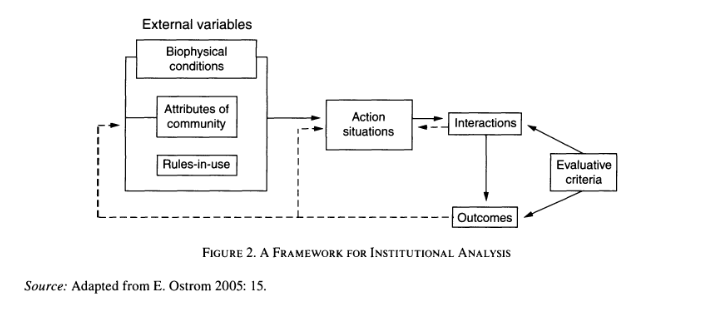 External variables
Biophysical
conditions
Attributes of
community
Rules-in-use
Action
situations
Interactions
Evaluative
criteria
Outcomes
FIGURE 2. A FRAMEWORK FOR INSTITUTIONAL ANALYSIS
Source: Adapted from E. Ostrom 2005: 15.